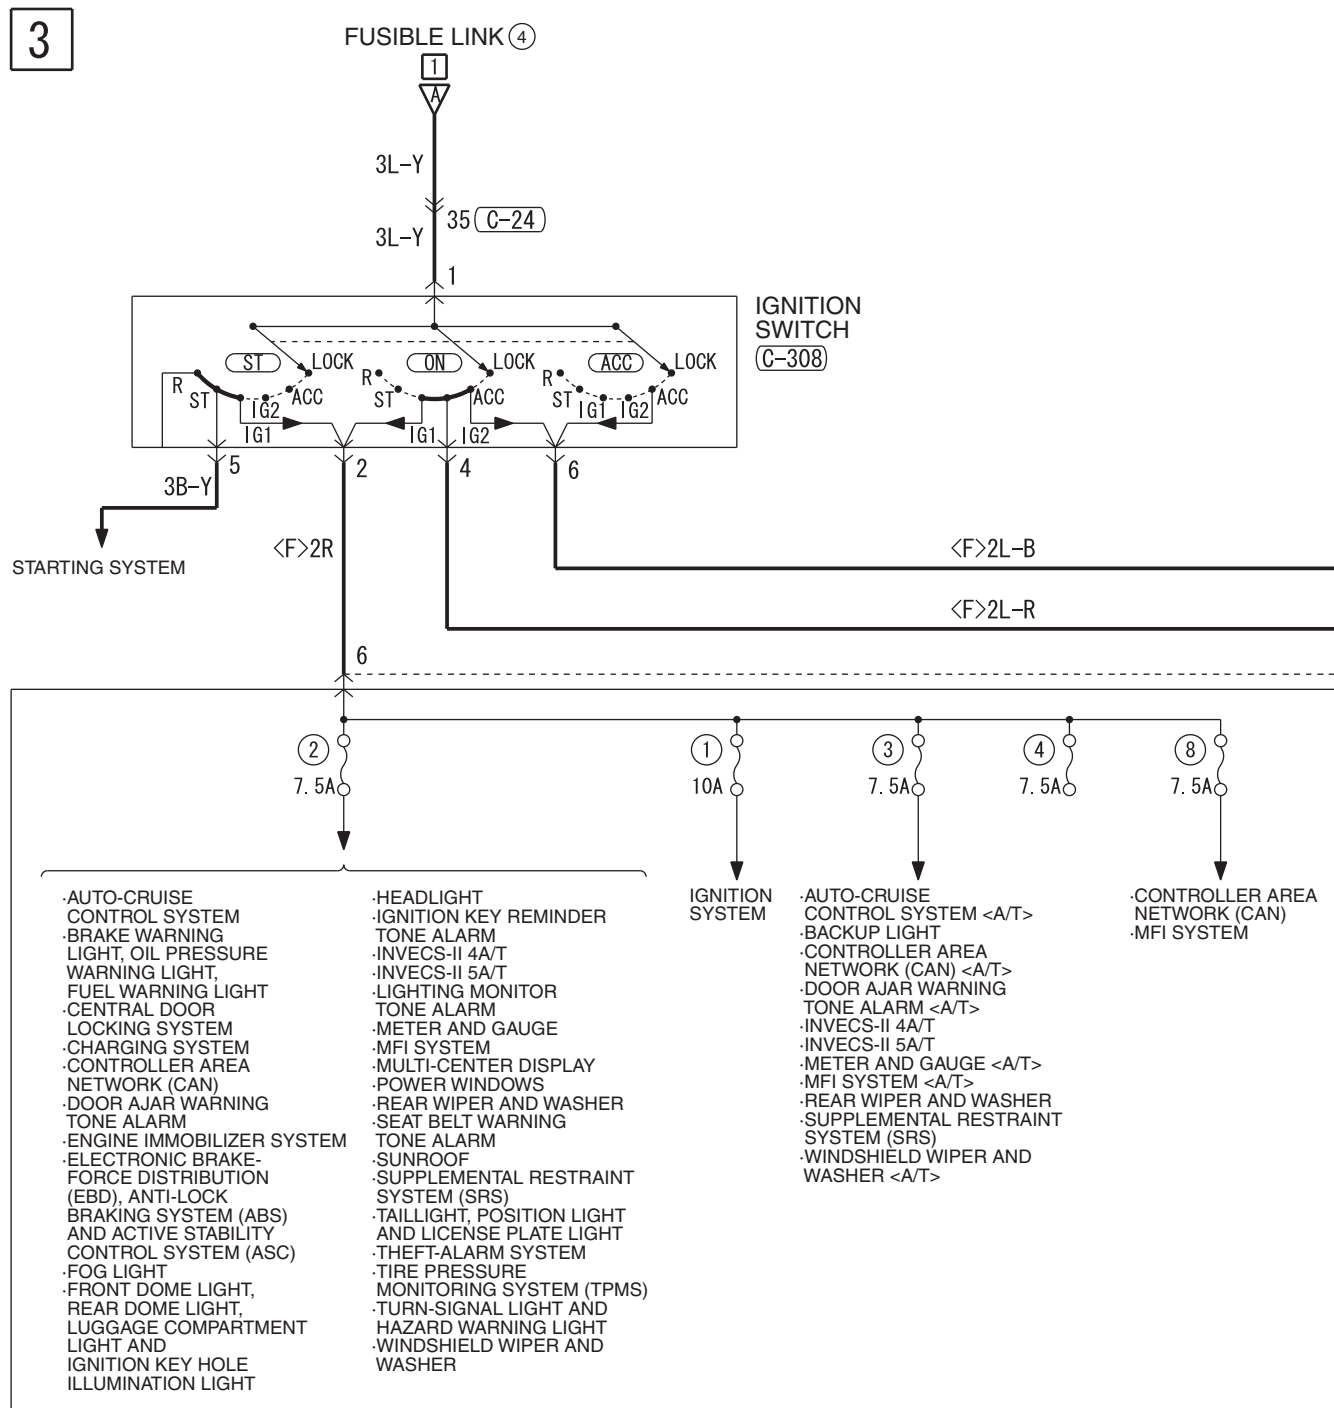 3
FUSIBLE LINK 4
1
A
3L-Y
35 C-24
3L-Y
1
IGNITION
SWITCH
C-308
ST LOCK ON LOCK ACC LOCK
R R R
ST IG2 ACC ST ACC ST IG1 IG2 ACC
IG1 IG1 IG2
5 2 4 6
3B-Y
STARTING SYSTEM
<F>2R
<F>2L-B
<F>2L-R
6
2 1 3 4 8
7.5A 10A 7.5A 7.5A 7.5A
·AUTO-CRUISE
CONTROL SYSTEM
·BRAKE WARNING
LIGHT, OIL PRESSURE
WARNING LIGHT,
FUEL WARNING LIGHT
·CENTRAL DOOR
LOCKING SYSTEM
·CHARGING SYSTEM
·CONTROLLER AREA
NETWORK (CAN)
·DOOR AJAR WARNING
TONE ALARM
·ENGINE IMMOBILIZER SYSTEM
·ELECTRONIC BRAKE-
FORCE DISTRIBUTION
(EBD), ANTI-LOCK
BRAKING SYSTEM (ABS)
AND ACTIVE STABILITY
CONTROL SYSTEM (ASC)
·FOG LIGHT
·FRONT DOME LIGHT,
REAR DOME LIGHT,
LUGGAGE COMPARTMENT
LIGHT AND
IGNITION KEY HOLE
ILLUMINATION LIGHT
·HEADLIGHT
·IGNITION KEY REMINDER
TONE ALARM
·INVECS-II 4A/T
·INVECS-II 5A/T
·LIGHTING MONITOR
TONE ALARM
·METER AND GAUGE
·MFI SYSTEM
·MULTI-CENTER DISPLAY
·POWER WINDOWS
·REAR WIPER AND WASHER
·SEAT BELT WARNING
TONE ALARM
·SUNROOF
·SUPPLEMENTAL RESTRAINT
SYSTEM (SRS)
·TAILLIGHT, POSITION LIGHT
AND LICENSE PLATE LIGHT
·THEFT-ALARM SYSTEM
·TIRE PRESSURE
MONITORING SYSTEM (TPMS)
·TURN-SIGNAL LIGHT AND
HAZARD WARNING LIGHT
·WINDSHIELD WIPER AND
WASHER
IGNITION
SYSTEM
·AUTO-CRUISE
CONTROL SYSTEM <A/T>
·BACKUP LIGHT
·CONTROLLER AREA
NETWORK (CAN) <A/T>
·DOOR AJAR WARNING
TONE ALARM <A/T>
·INVECS-II 4A/T
·INVECS-II 5A/T
·METER AND GAUGE <A/T>
·MFI SYSTEM <A/T>
·REAR WIPER AND WASHER
·SUPPLEMENTAL RESTRAINT
SYSTEM (SRS)
·WINDSHIELD WIPER AND
WASHER <A/T>
·CONTROLLER AREA
NETWORK (CAN)
·MFI SYSTEM